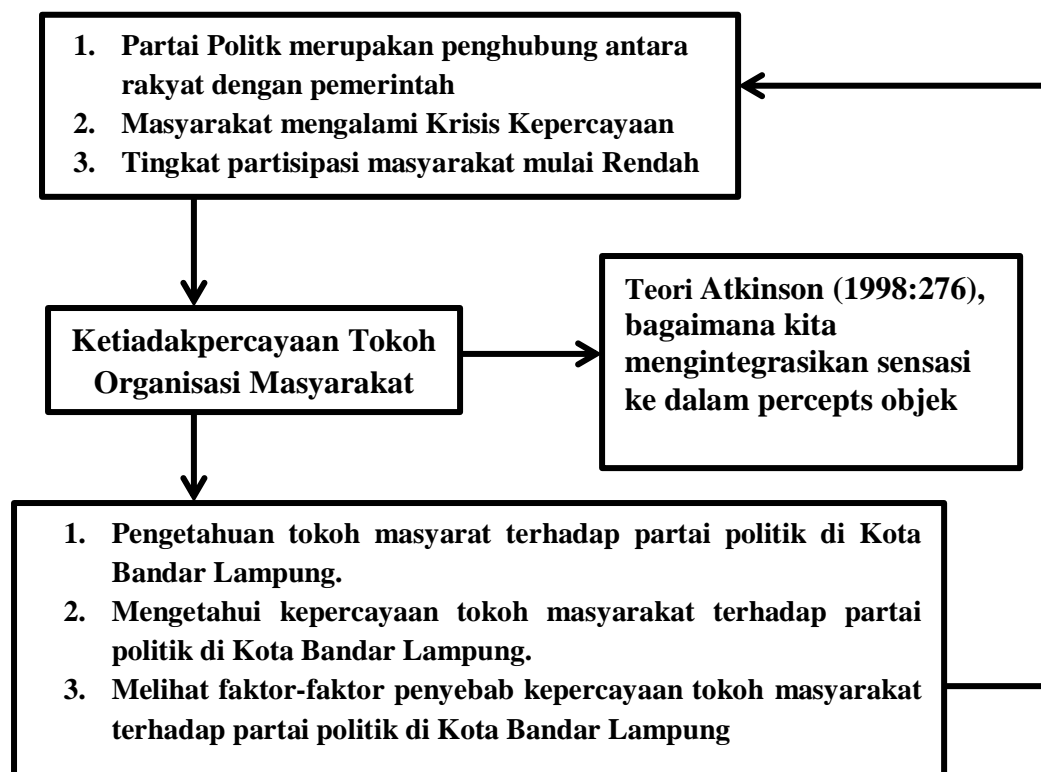 1. Partai Politk merupakan penghubung antara
rakyat dengan pemerintah
2. Masyarakat mengalami Krisis Kepercayaan
3. Tingkat partisipasi masyarakat mulai Rendah
Ketiadakpercayaan Tokoh
Organisasi Masyarakat
Teori Atkinson (1998:276),
bagaimana kita
mengintegrasikan sensasi
ke dalam percepts objek
1. Pengetahuan tokoh masyarat terhadap partai politik di Kota
Bandar Lampung.
2. Mengetahui kepercayaan tokoh masyarakat terhadap partai
politik di Kota Bandar Lampung.
3. Melihat faktor-faktor penyebab kepercayaan tokoh masyarakat
terhadap partai politik di Kota Bandar Lampung